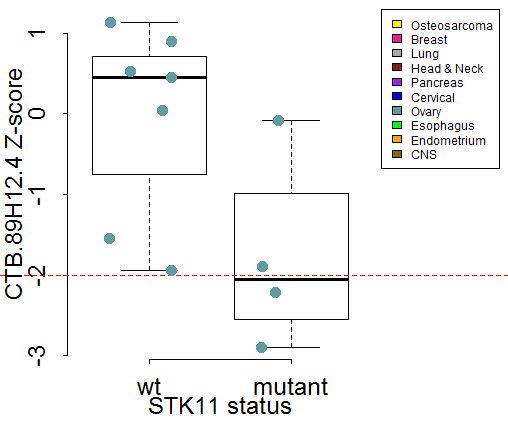 CTB.89H12.4 Z-score
1
0
-1
-2
-3
wt
mutant
STK11 status
Osteosarcoma
Breast
Lung
Head & Neck
Pancreas
Cervical
Ovary
Esophagus
Endometrium
CNS